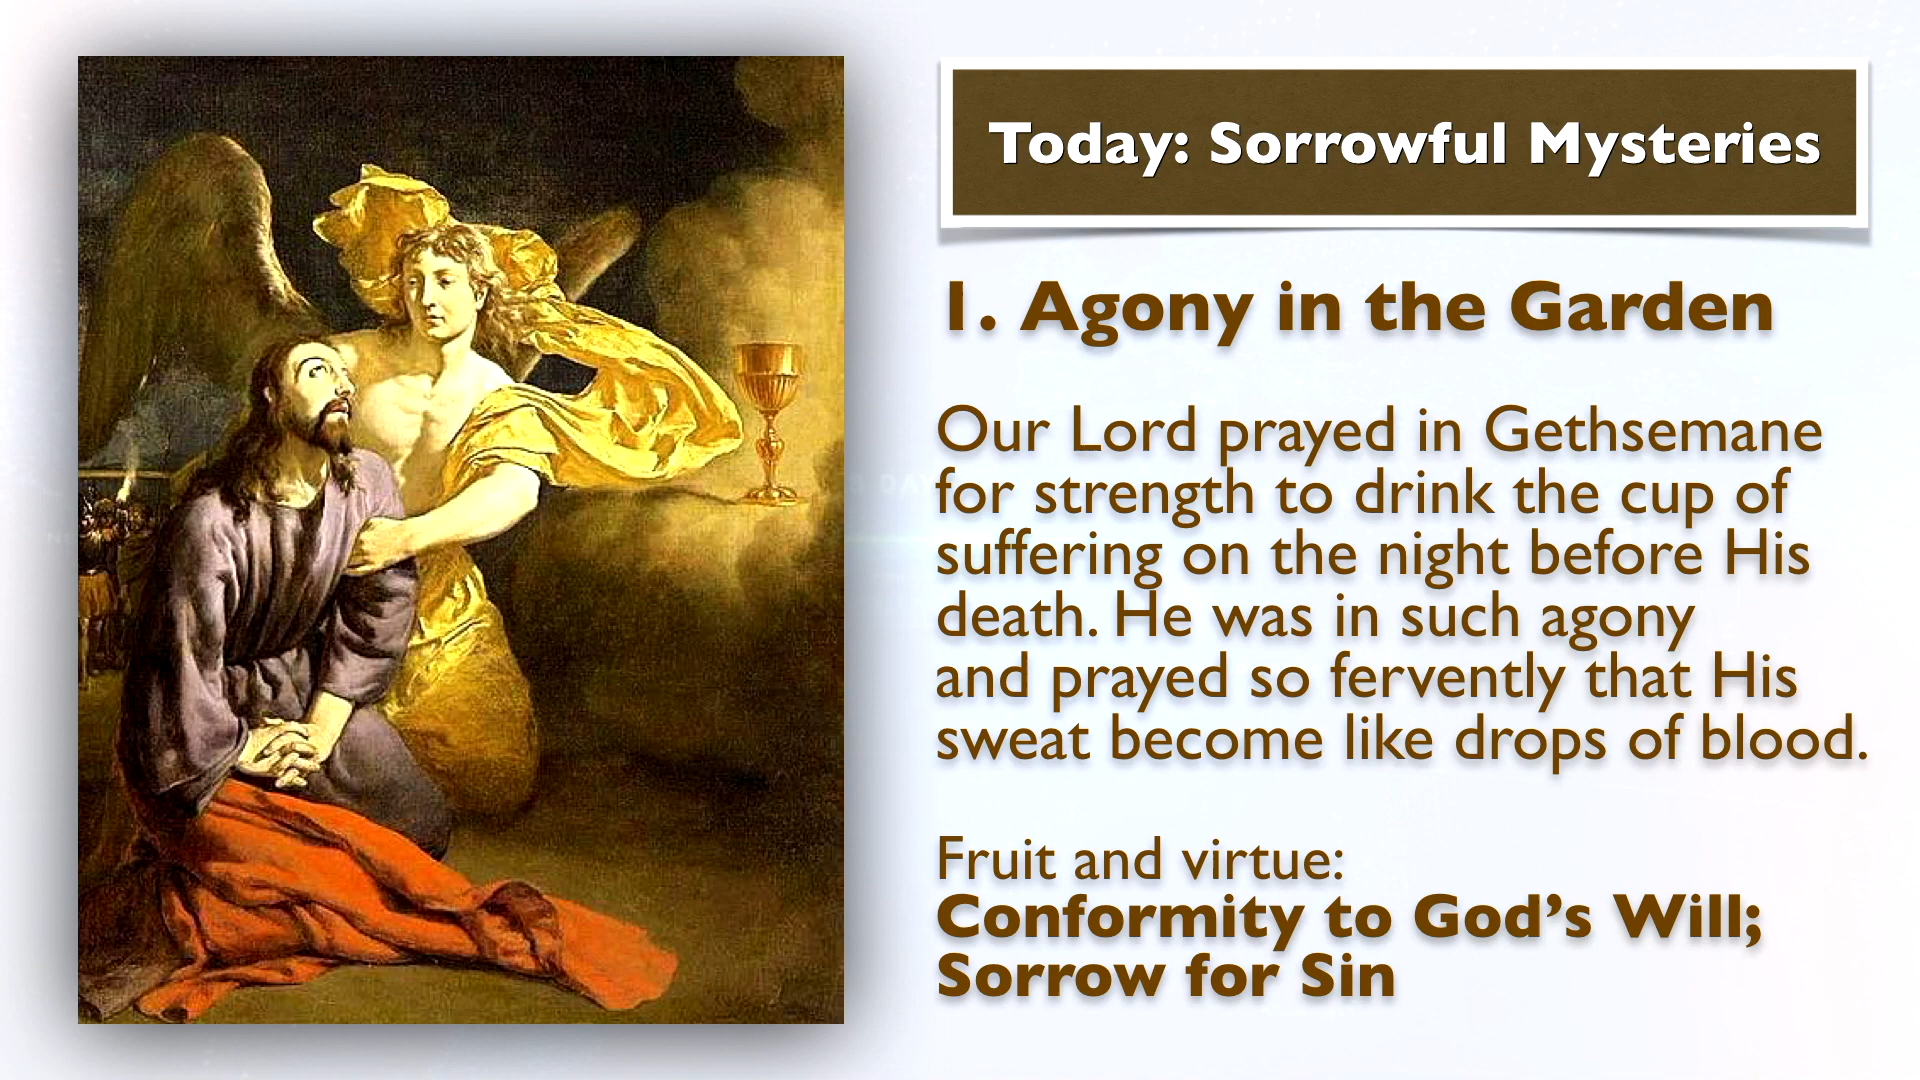 Today: Sorrowful Mysteries
1. Agony in the Garden
Our Lord prayed in Gethsemane
for strength to drink the cup of
suffering on the night before His
death. He was in such agony
and prayed so fervently that His
sweat become like drops of blood.
Fruit and virtue:
Conformity to God’s Will;
Sorrow for Sin